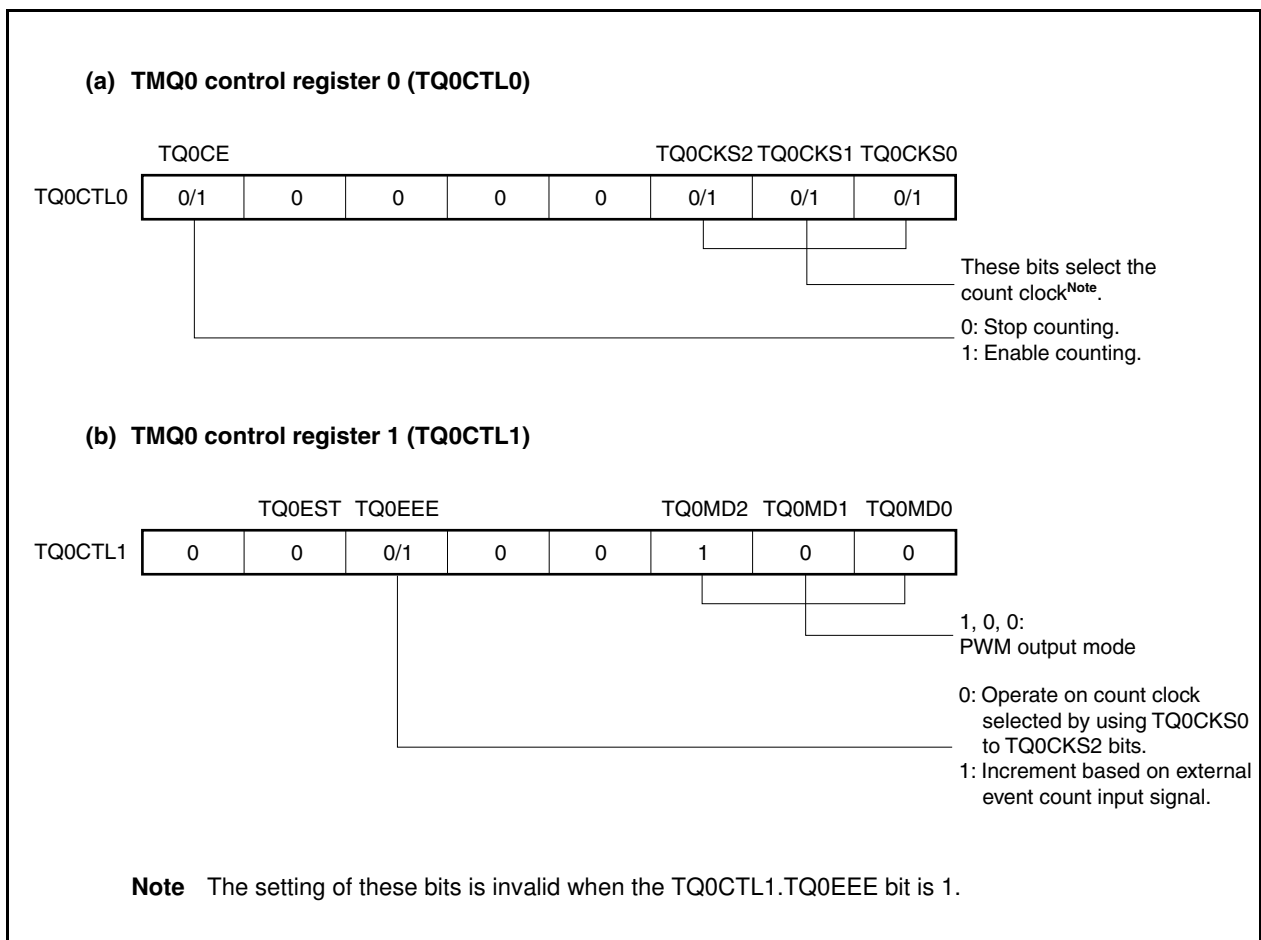 (a) TMQ0 control register 0 (TQ0CTL0)
TQ0CE TQ0CKS2 TQ0CKS1 TQ0CKS0
TQ0CTL0 0/1 0 0 0 0 0/1 0/1 0/1
These bits select the
count clockNote.
0: Stop counting.
1: Enable counting.
(b) TMQ0 control register 1 (TQ0CTL1)
TQ0EST TQ0EEE TQ0MD2 TQ0MD1 TQ0MD0
TQ0CTL1 0 0 0/1 0 0 1 0 0
1, 0, 0:
PWM output mode
0: Operate on count clock
selected by using TQ0CKS0
to TQ0CKS2 bits.
1: Increment based on external
event count input signal.
Note The setting of these bits is invalid when the TQ0CTL1.TQ0EEE bit is 1.